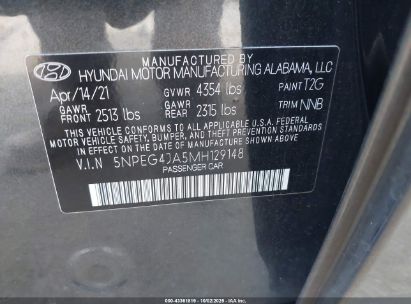 MANUFACTURED BY
HYUNDAI MOTOR MANUFACTURING ALABAMA, LLC
Apr/14/21 GVWR 4354 lbs PAINT T2G
GAWR FRONT 2513 lbs GAWR REAR 2315 lbs TRIM NNB
THIS VEHICLE CONFORMS TO ALL APPLICABLE U.S. FEDERAL
MOTOR VEHICLE SAFETY, BUMPER, AND THEFT PREVENTION
STANDARDS IN EFFECT ON THE DATE OF MANUFACTURE SHOWN ABOVE.
V.I.N 5NPEG4JA5MH129148
PASSENGER CAR